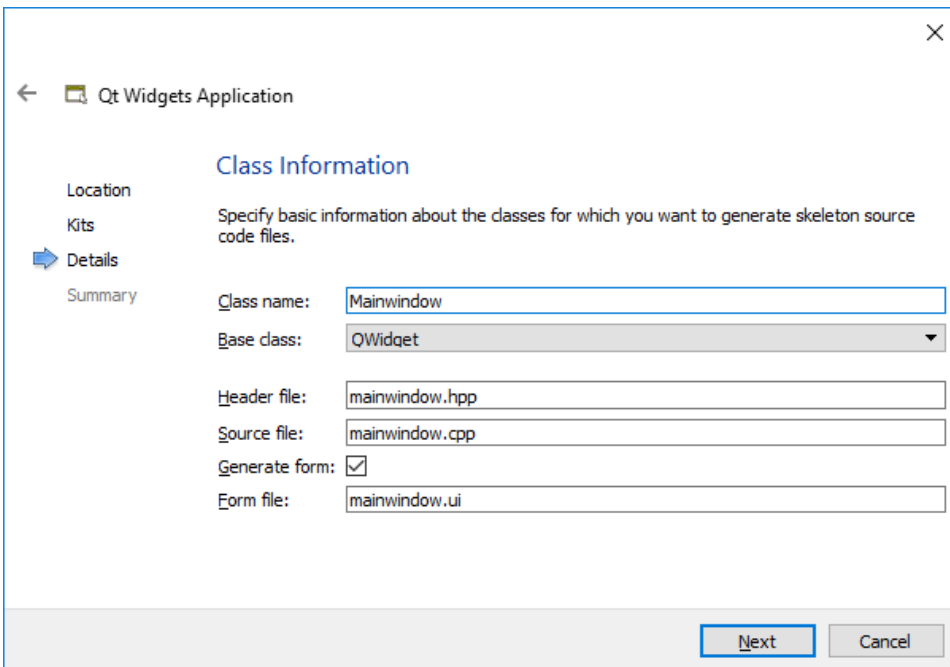 Qt Widgets Application
Class Information
Location
Kits
Details
Summary
Specify basic information about the classes for which you want to generate skeleton source
code files.
Class name: Mainwindow
Base class: QWidget
Header file: mainwindow.hpp
Source file: mainwindow.cpp
Generate form:
Form file: mainwindow.ui
Next Cancel